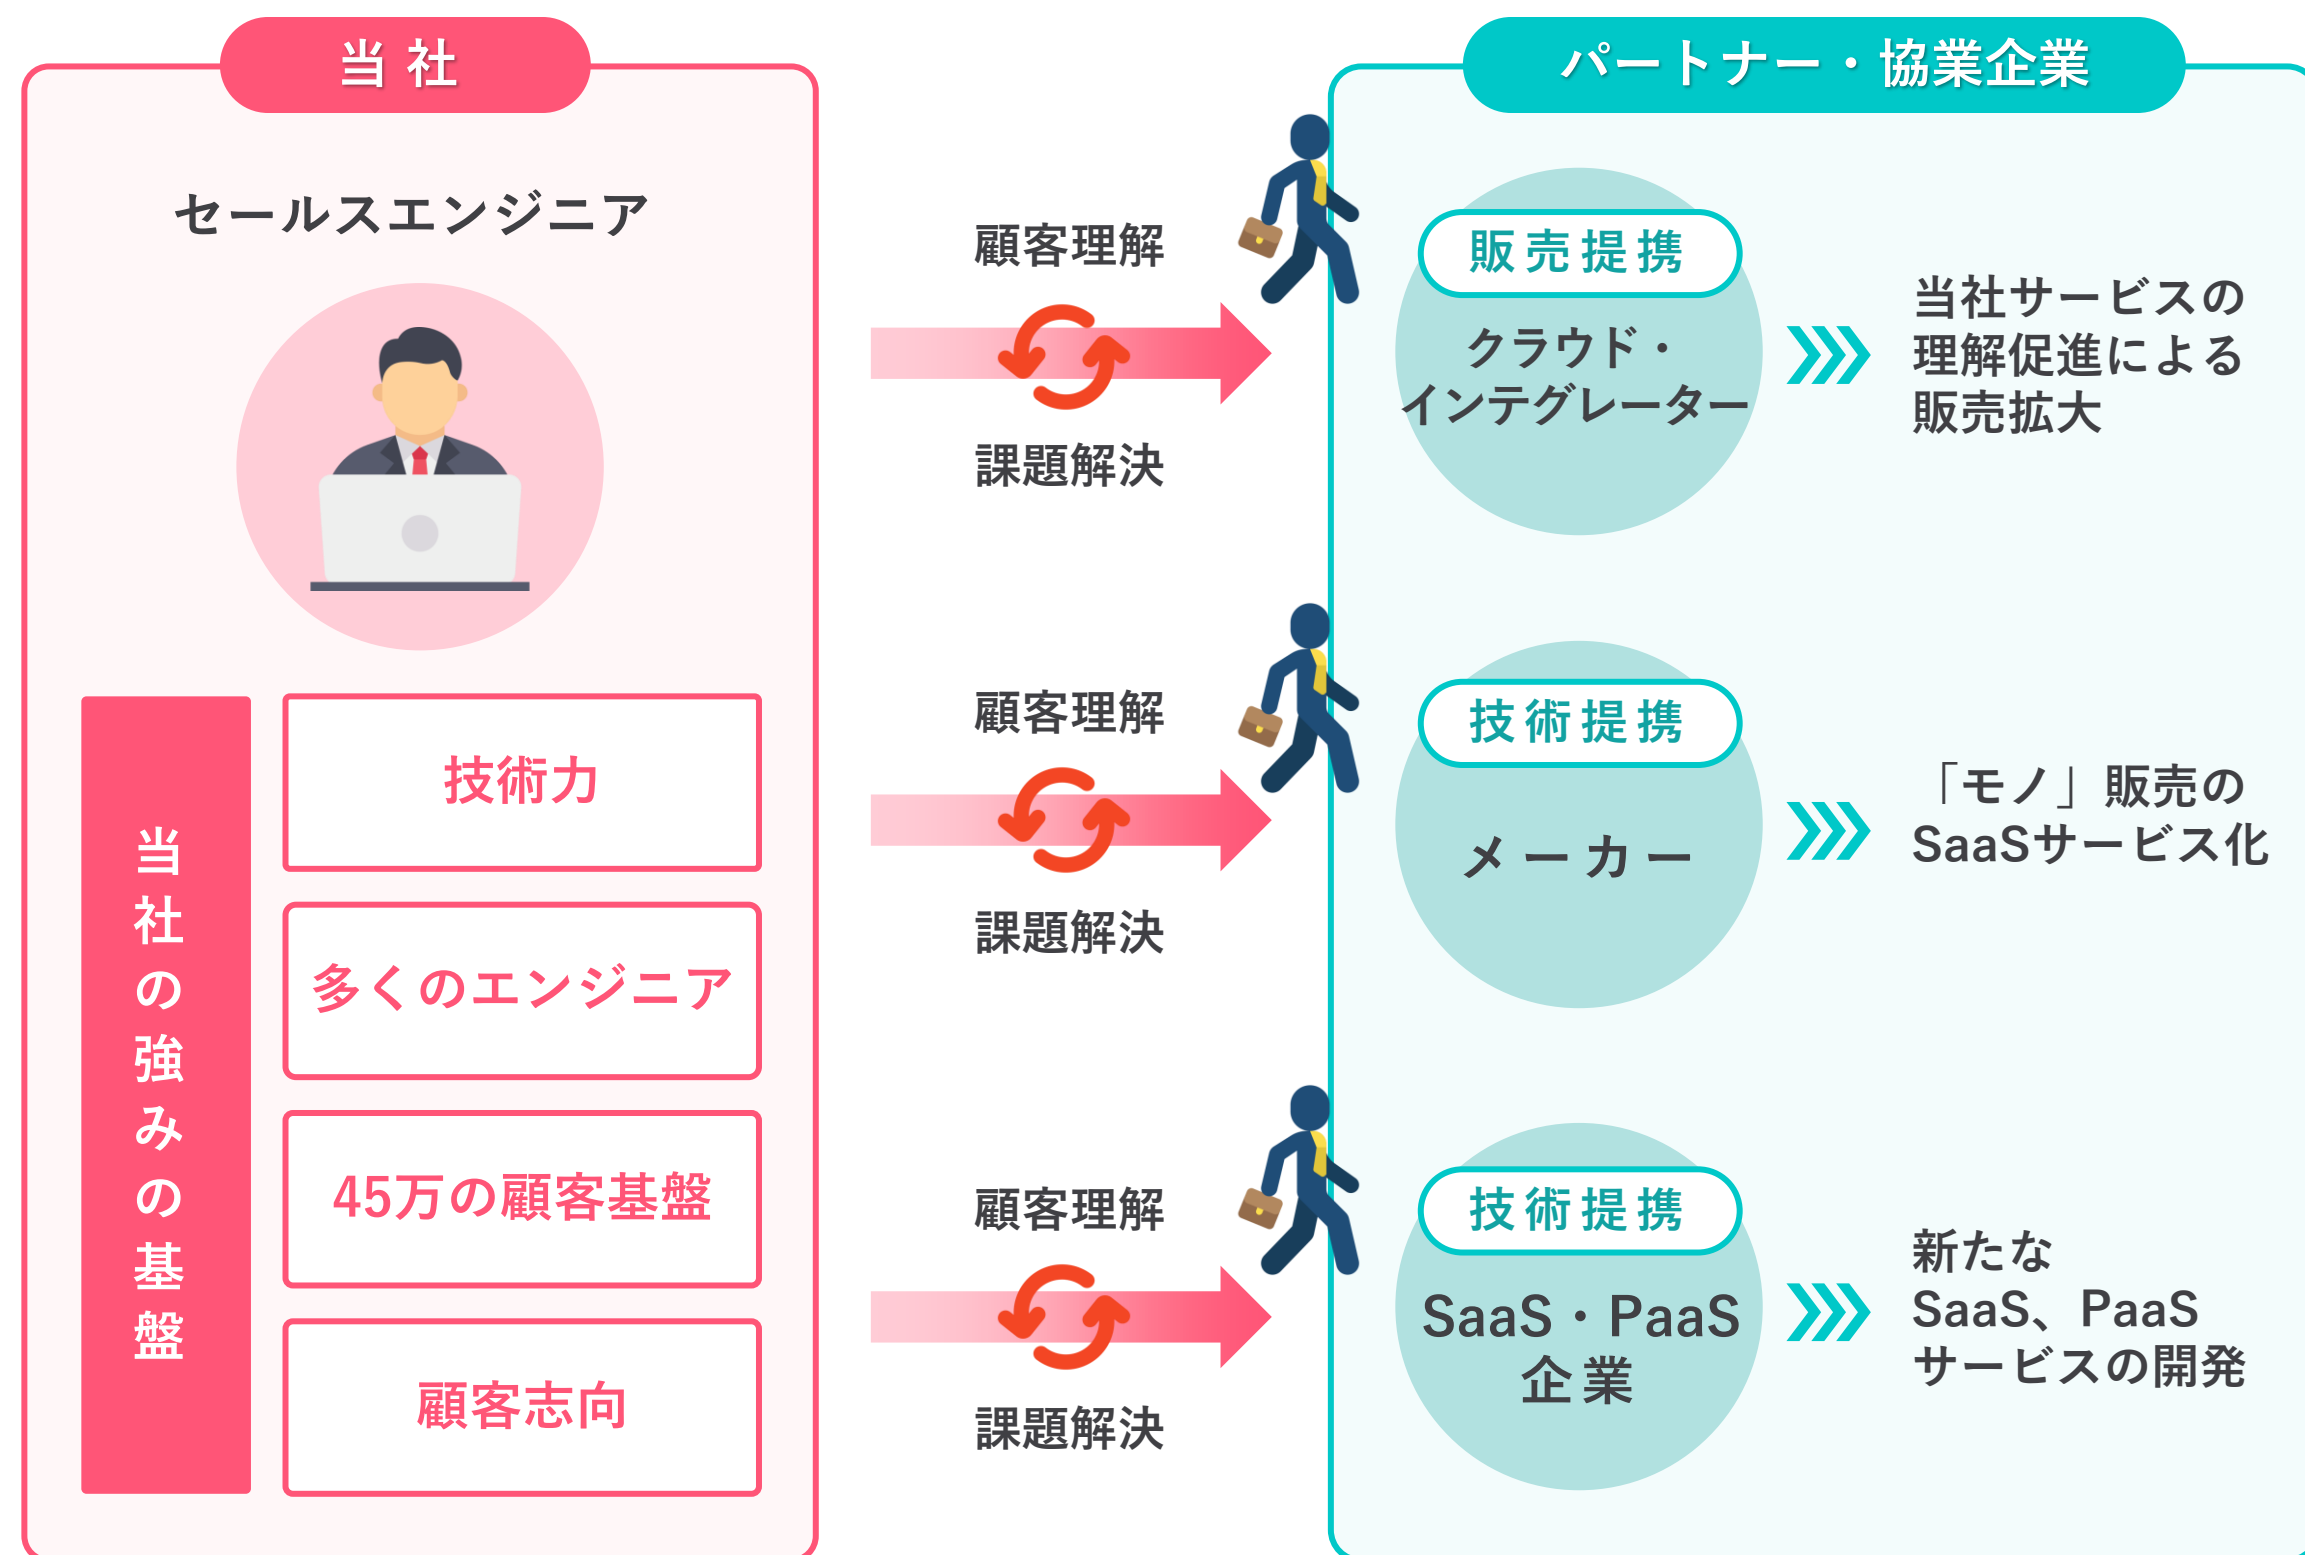 当社
セールスエンジニア
当社の強みの基盤
技術力
多くのエンジニア
45万の顧客基盤
顧客志向
顧客理解
課題解決
顧客理解
課題解決
顧客理解
課題解決
パートナー・協業企業
販売提携
クラウド・
インテグレーター
当社サービスの
理解促進による
販売拡大
技術提携
メーカー
「モノ」販売の
SaaSサービス化
技術提携
SaaS・PaaS
企業
新たな
SaaS、PaaS
サービスの開発